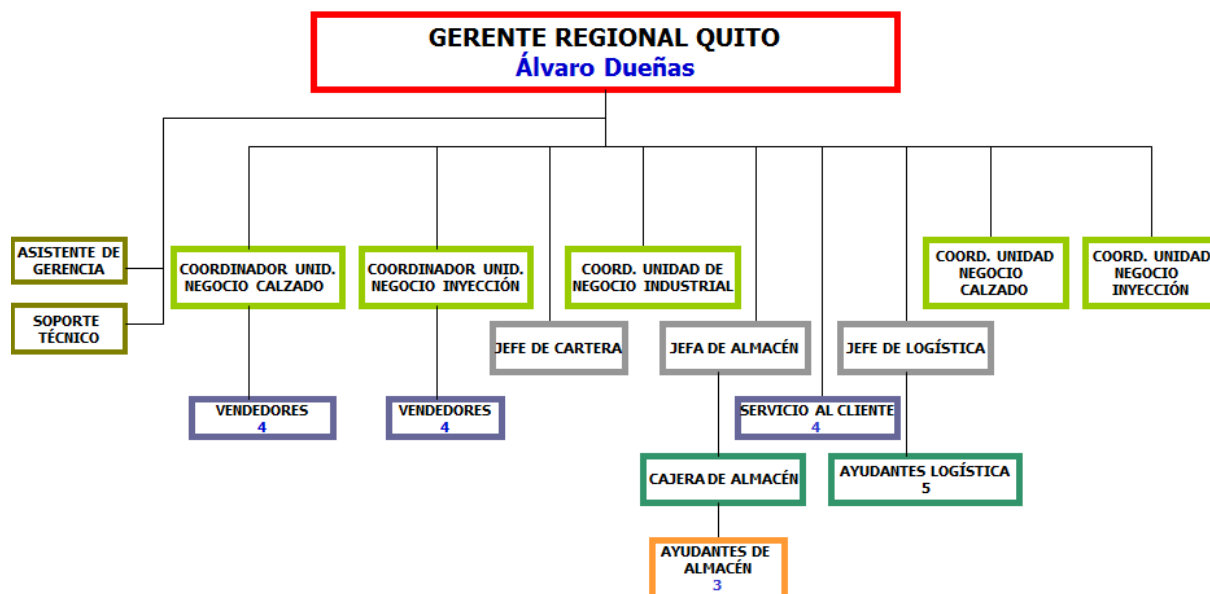 GERENTE REGIONAL QUITO
Álvaro Dueñas
ASISTENTE DE
GERENCIA
SOPORTE
TÉCNICO
COORDINADOR UNID.
NEGOCIO CALZADO
COORDINADOR UNID.
NEGOCIO INYECCIÓN
COORD. UNIDAD DE
NEGOCIO INDUSTRIAL
COORD. UNIDAD
NEGOCIO
CALZADO
COORD. UNIDAD
NEGOCIO
INYECCIÓN
JEFE DE CARTERA
JEFA DE ALMACÉN
JEFE DE LOGÍSTICA
VENDEDORES
4
VENDEDORES
4
SERVICIO AL CLIENTE
4
CAJERA DE ALMACÉN
AYUDANTES LOGÍSTICA
5
AYUDANTES DE
ALMACÉN
3